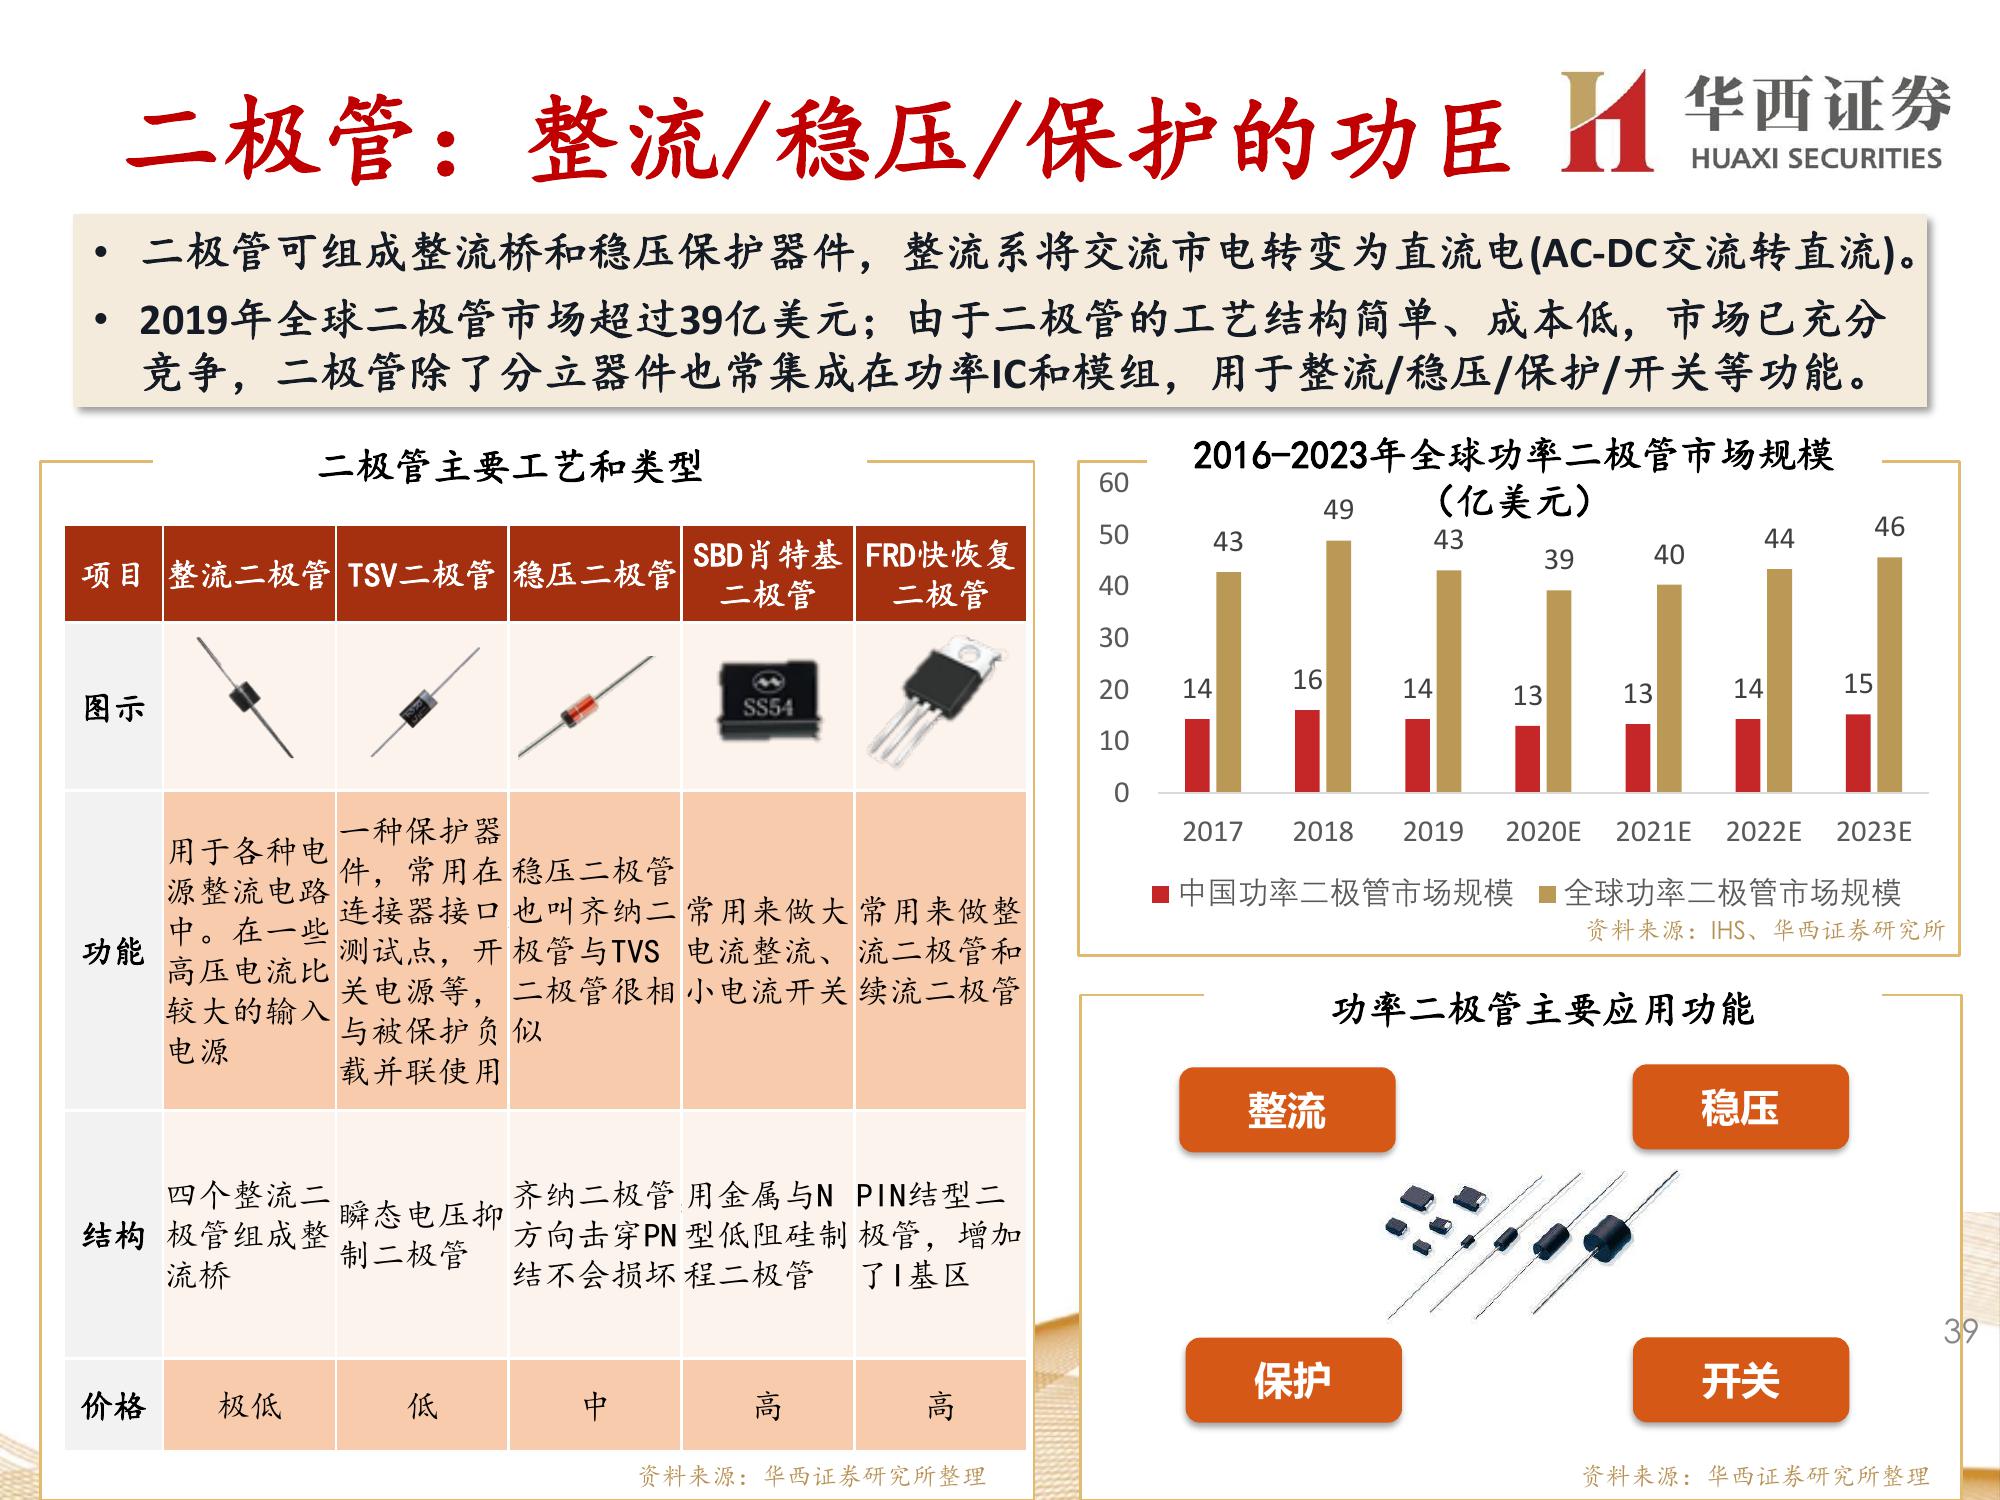 二极管：整流/稳压/保护的功臣
华西证券
HUAXI SECURITIES
• 二极管可组成整流桥和稳压保护器件，整流系将交流市电转变为直流电(AC-DC交流转直流)。
• 2019年全球二极管市场超过39亿美元；由于二极管的工艺结构简单、成本低，市场已充分
竞争，二极管除了分立器件也常集成在功率IC和模组，用于整流/稳压/保护/开关等功能。
二极管主要工艺和类型
项目
整流二极管
TSV二极管
稳压二极管
SBD肖特基
二极管
FRD快恢复
二极管
图示
SS54
功能
用于各种电
源整流电路
中。在一些
高压电流比
较大的输入
电源
一种保护器
件，常用在
连接器接口
测试点，开
关电源等，
与被保护负
载并联使用
稳压二极管
也叫齐纳二
极管与TVS
二极管很相
似
常用来做大
电流整流、
小电流开关
常用来做整
流二极管和
续流二极管
结构
四个整流二
极管组成整
流桥
瞬态电压抑
制二极管
齐纳二极管
方向击穿PN
结不会损坏
用金属与N
型低阻硅制
程二极管
PIN结型二
极管，增加
了I基区
价格
极低
低
中
高
高
资料来源：华西证券研究所整理
2016-2023年全球功率二极管市场规模
（亿美元）
60
50
40
30
20
10
0
14
43
16
49
14
43
13
39
13
40
14
44
15
46
2017
2018
2019
2020E
2021E
2022E
2023E
中国功率二极管市场规模
全球功率二极管市场规模
资料来源：IHS、华西证券研究所
功率二极管主要应用功能
整流
稳压
保护
开关
39
资料来源：华西证券研究所整理